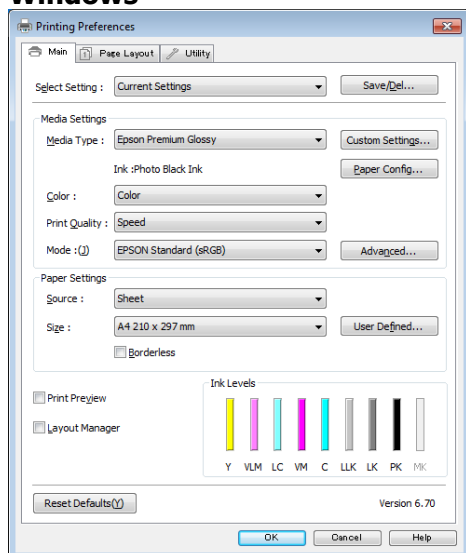 Windows
Printing Preferences
Main Page Layout Utility
Select Setting : Current Settings Save/Del...
Media Settings
Media Type : Epson Premium Glossy Custom Settings...
Ink :Photo Black Ink Paper Config...
Color : Color
Print Quality : Speed
Mode :(J) EPSON Standard (sRGB) Advanced...
Paper Settings
Source : Sheet
Size : A4 210 x 297 mm User Defined...
Borderless
Ink Levels
Print Preview
Layout Manager
Y VLM LC VM C LLK LK PK MK
Reset Defaults(Y) Version 6.70
OK Cancel Help